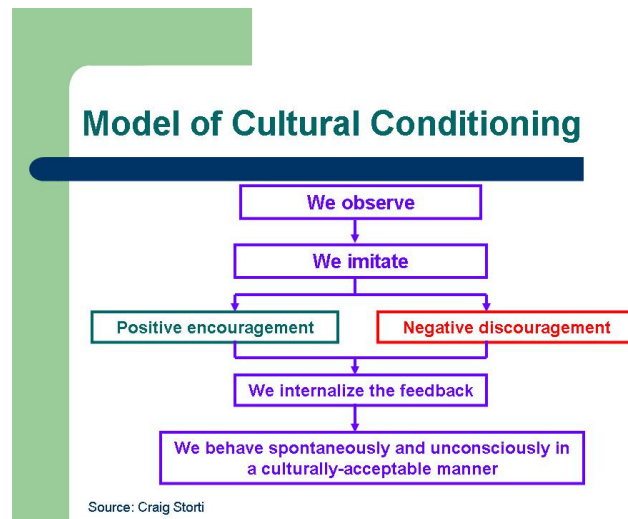 Model of Cultural Conditioning
We observe
We imitate
Positive encouragement
Negative discouragement
We internalize the feedback
We behave spontaneously and unconsciously in
a culturally-acceptable manner
Source: Craig Storti